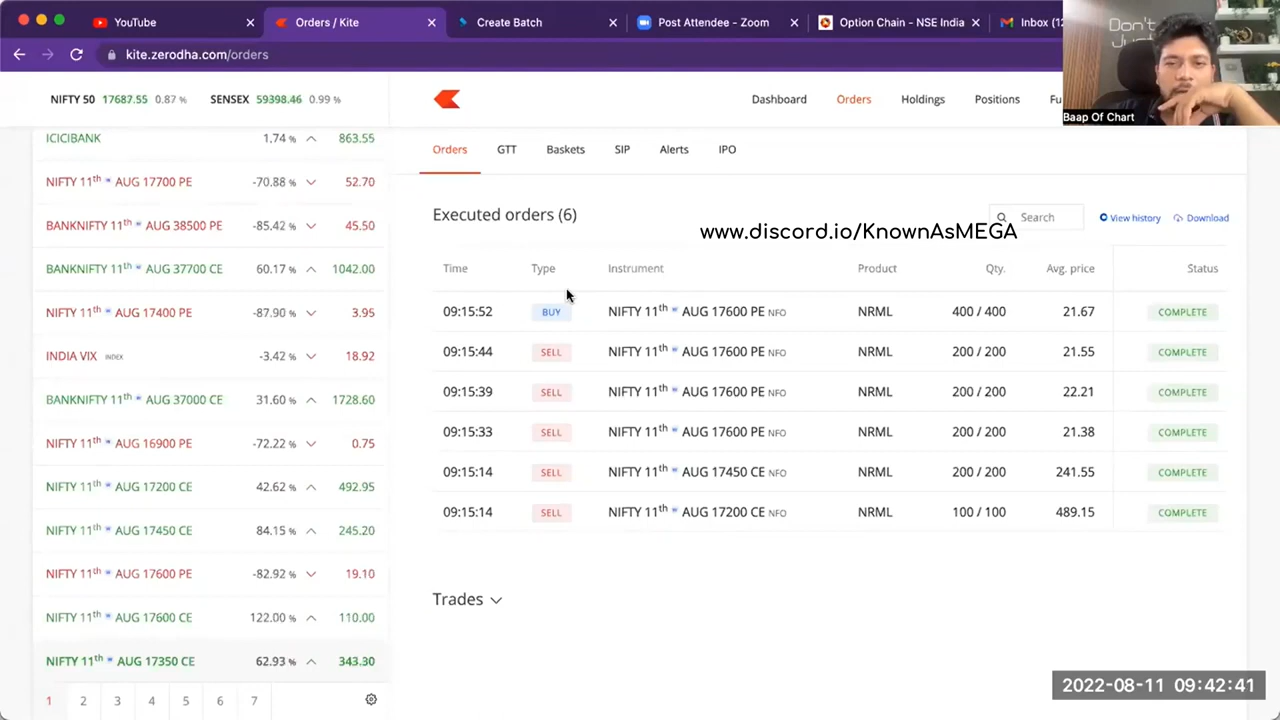 YouTube
Orders / Kite
Create Batch
Post Attendee - Zoom
Option Chain - NSE India
Inbox (12
kite.zerodha.com/orders
Don't
Just
Baap Of Chart
NIFTY 50 17687.55 0.87 % SENSEX 59398.46 0.99 %
Dashboard Orders Holdings Positions Fu
ICICIBANK 1.74 % 863.55
NIFTY 11th w AUG 17700 PE -70.88 % 52.70
BANKNIFTY 11th w AUG 38500 PE -85.42 % 45.50
BANKNIFTY 11th w AUG 37700 CE 60.17 % 1042.00
NIFTY 11th w AUG 17400 PE -87.90 % 3.95
INDIA VIX INDEX -3.42 % 18.92
BANKNIFTY 11th w AUG 37000 CE 31.60 % 1728.60
NIFTY 11th w AUG 16900 PE -72.22 % 0.75
NIFTY 11th w AUG 17200 CE 42.62 % 492.95
NIFTY 11th w AUG 17450 CE 84.15 % 245.20
NIFTY 11th w AUG 17600 PE -82.92 % 19.10
NIFTY 11th w AUG 17600 CE 122.00 % 110.00
NIFTY 11th w AUG 17350 CE 62.93 % 343.30
1 2 3 4 5 6 7
Orders GTT Baskets SIP Alerts IPO
Executed orders (6)
Search View history Download
www.discord.io/KnownAsMEGA
Time Type Instrument Product Qty. Avg. price Status
09:15:52 BUY NIFTY 11th w AUG 17600 PE NFO NRML 400 / 400 21.67 COMPLETE
09:15:44 SELL NIFTY 11th w AUG 17600 PE NFO NRML 200 / 200 21.55 COMPLETE
09:15:39 SELL NIFTY 11th w AUG 17600 PE NFO NRML 200 / 200 22.21 COMPLETE
09:15:33 SELL NIFTY 11th w AUG 17600 PE NFO NRML 200 / 200 21.38 COMPLETE
09:15:14 SELL NIFTY 11th w AUG 17450 CE NFO NRML 200 / 200 241.55 COMPLETE
09:15:14 SELL NIFTY 11th w AUG 17200 CE NFO NRML 100 / 100 489.15 COMPLETE
Trades
2022-08-11 09:42:41